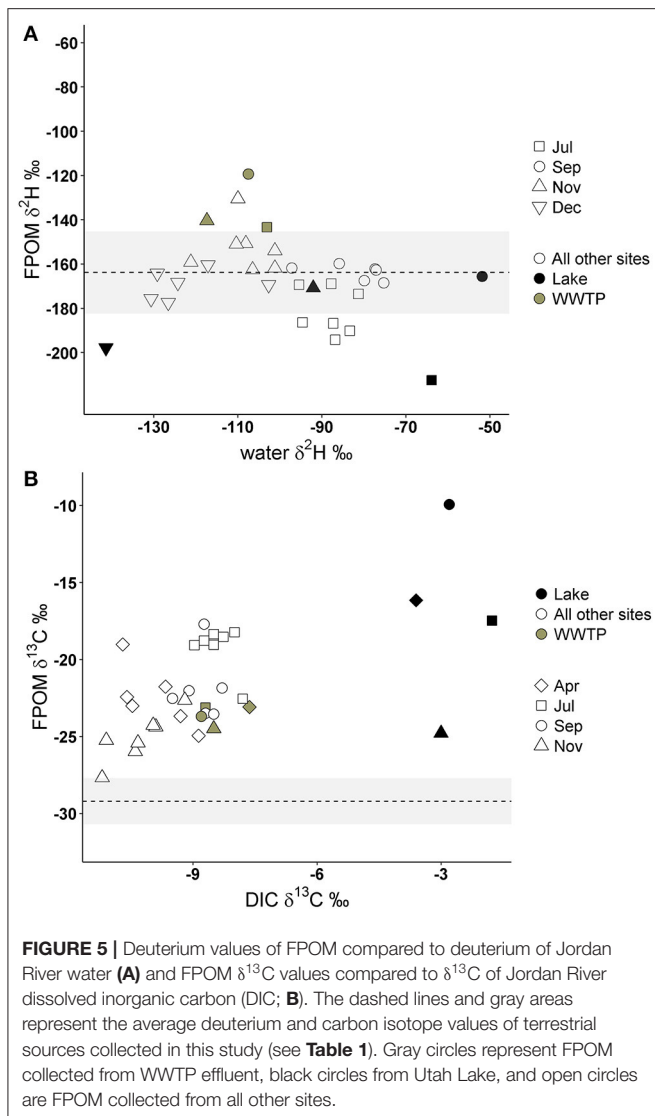 A
-60
-80
-100
-120
-140
-160
-180
-200
FPOM δ²H ‰
-130
-110
-90
-70
-50
water δ²H ‰
Jul
Sep
Nov
Dec
All other sites
Lake
WWTP
B
-10
-15
-20
-25
-30
FPOM δ¹³C ‰
-9
-6
-3
DIC δ¹³C ‰
Lake
All other sites
WWTP
Apr
Jul
Sep
Nov
FIGURE 5 | Deuterium values of FPOM compared to deuterium of Jordan
River water (A) and FPOM δ¹³C values compared to δ¹³C of Jordan River
dissolved inorganic carbon (DIC; B). The dashed lines and gray areas
represent the average deuterium and carbon isotope values of terrestrial
sources collected in this study (see Table 1). Gray circles represent FPOM
collected from WWTP effluent, black circles from Utah Lake, and open circles
are FPOM collected from all other sites.